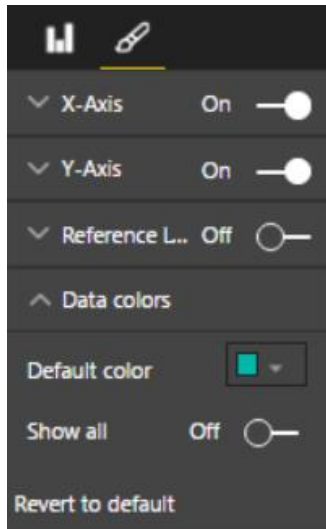 X-Axis On
Y-Axis On
Reference L... Off
Data colors
Default color
Show all Off
Revert to default